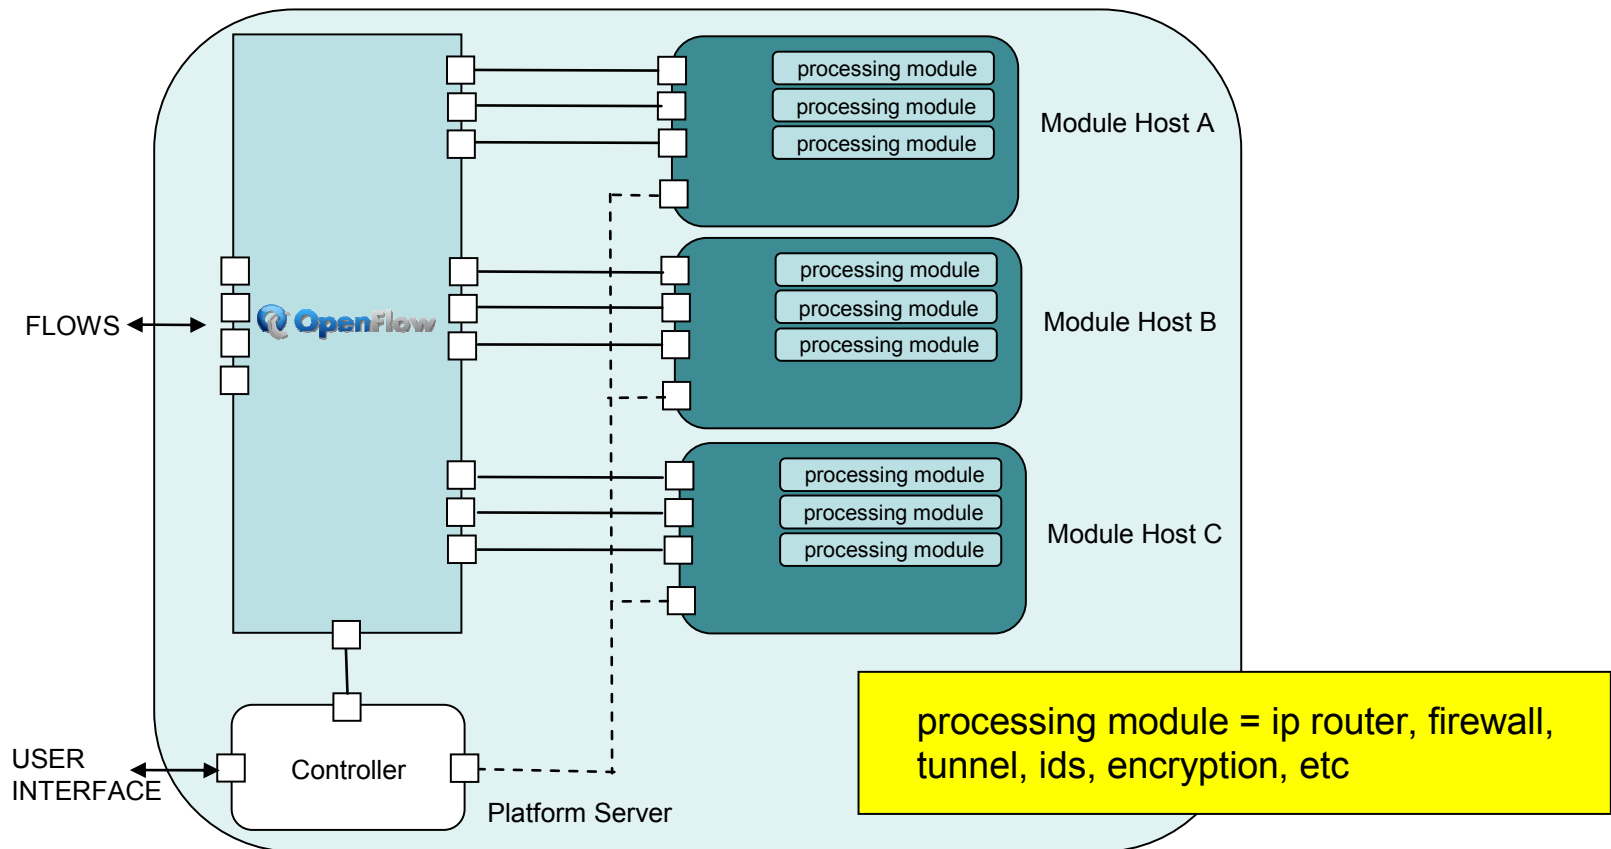 processing module
processing module
processing module
Module Host A
processing module
processing module
processing module
Module Host B
FLOWS
OpenFlow
processing module
processing module
processing module
Module Host C
USER
INTERFACE
Controller
Platform Server
processing module = ip router, firewall,
tunnel, ids, encryption, etc